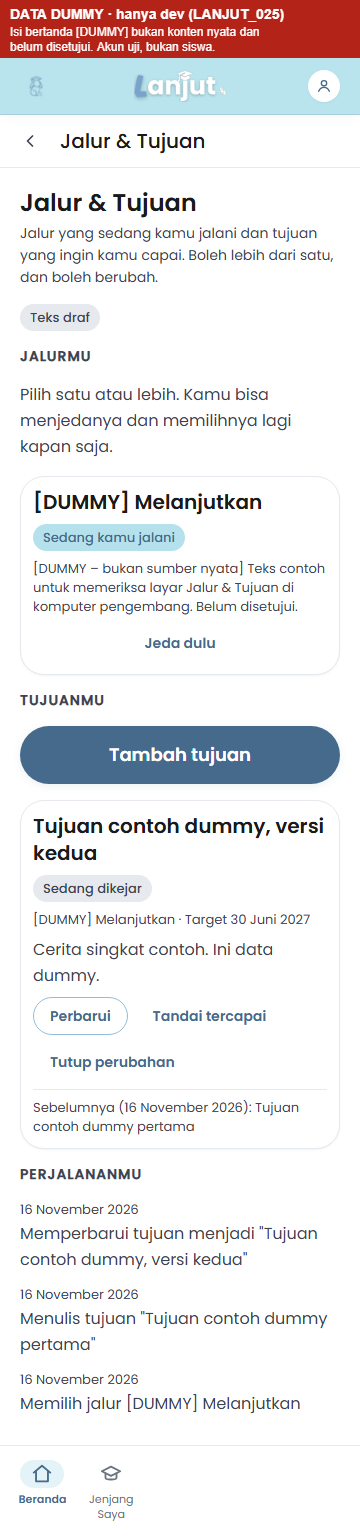 DATA DUMMY · hanya dev (LANJUT_025)
Isi bertanda [DUMMY] bukan konten nyata dan
belum disetujui. Akun uji, bukan siswa.
Lanjut
Jalur & Tujuan
Jalur & Tujuan
Jalur yang sedang kamu jalani dan tujuan
yang ingin kamu capai. Boleh lebih dari satu,
dan boleh berubah.
Teks draf
JALURMU
Pilih satu atau lebih. Kamu bisa
menjedanya dan memilihnya lagi
kapan saja.
[DUMMY] Melanjutkan
Sedang kamu jalani
[DUMMY – bukan sumber nyata] Teks contoh
untuk memeriksa layar Jalur & Tujuan di
komputer pengembang. Belum disetujui.
Jeda dulu
TUJUANMU
Tambah tujuan
Tujuan contoh dummy, versi
kedua
Sedang dikejar
[DUMMY] Melanjutkan · Target 30 Juni 2027
Cerita singkat contoh. Ini data
dummy.
Perbarui
Tandai tercapai
Tutup perubahan
Sebelumnya (16 November 2026): Tujuan
contoh dummy pertama
PERJALANANMU
16 November 2026
Memperbarui tujuan menjadi "Tujuan
contoh dummy, versi kedua"
16 November 2026
Menulis tujuan "Tujuan contoh dummy
pertama"
16 November 2026
Memilih jalur [DUMMY] Melanjutkan
Beranda
Jenjang
Saya